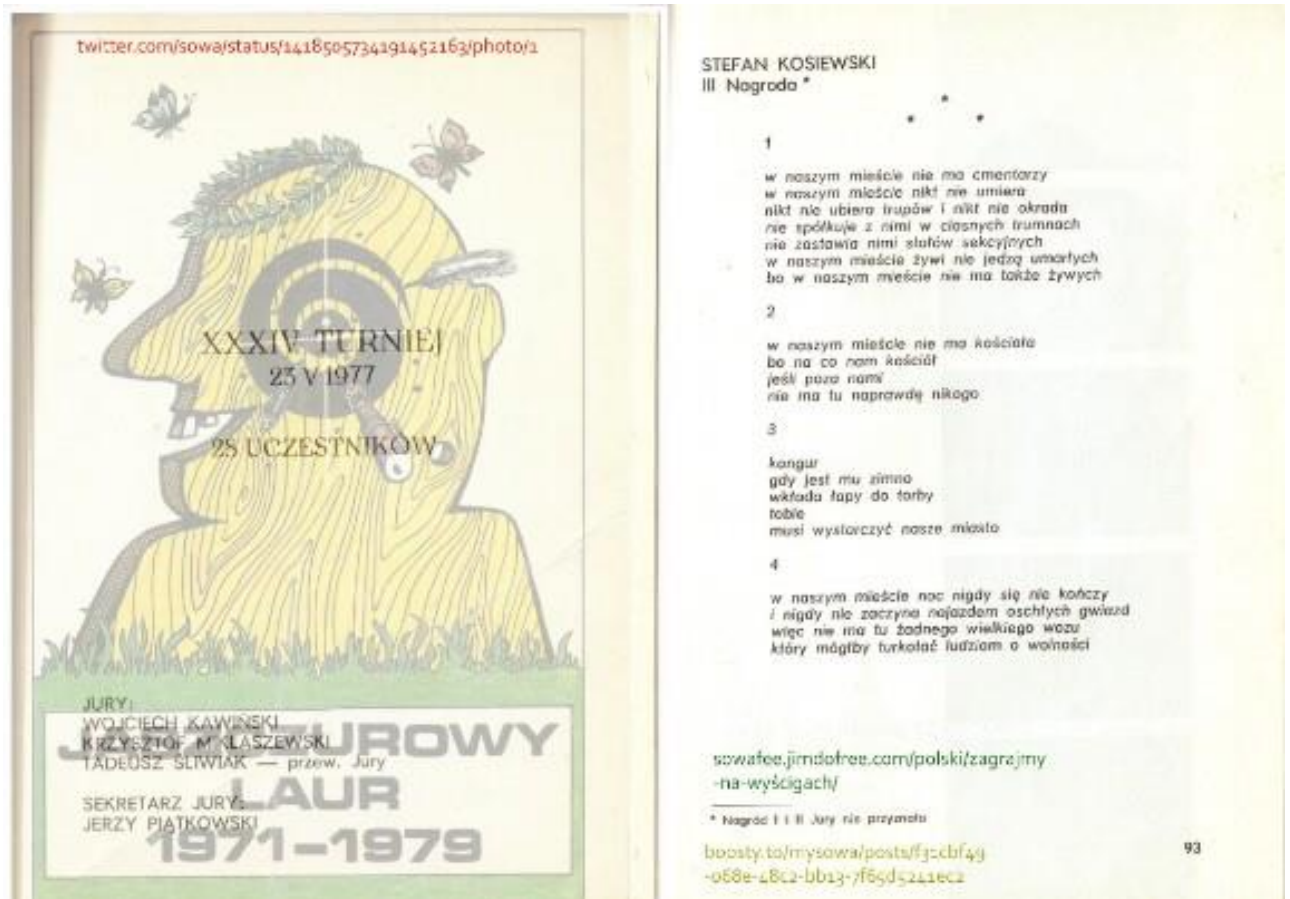 twitter.com/sowa/status/1418505734191452163/photo/1
XXXIV TURNIEJ
23 V 1977
28 UCZESTNIKÓW
JURY:
WOJCIECH KAWIŃSKI
KRZYSZTOF MIKLASZEWSKI
TADEUSZ ŚLIWIAK — przew. Jury
SEKRETARZ JURY:
JERZY PIĄTKOWSKI
JASZCZUROWY
LAUR
1971–1979
STEFAN KOSIEWSKI
III Nagroda *
* * *
1
w naszym mieście nie ma cmentarzy
w naszym mieście nikt nie umiera
nikt nie ubiera trupów i nikt nie okrada
nie spółkuje z nimi w ciasnych trumnach
nie zastawia nimi stołów sekcyjnych
w naszym mieście żywi nie jedzą umarłych
bo w naszym mieście nie ma także żywych
2
w naszym mieście nie ma kościoła
bo na co nam kościół
jeśli poza nami
nie ma tu naprawdę nikogo
3
kangur
gdy jest mu zimno
wkłada łapy do torby
tobie
musi wystarczyć nasze miasto
4
w naszym mieście noc nigdy się nie kończy
i nigdy nie zaczyna najazdem oschłych gwiazd
więc nie ma tu żadnego wielkiego wozu
który mógłby turkotać ludziom o wolności
sowafee.jimdofree.com/polski/zagrajmy
-na-wyścigach/
* Nagród I i II Jury nie przyznało
boosty.to/mysowa/posts/f31cbf49
-068e-48c2-bb13-7f65d5241ec2
93